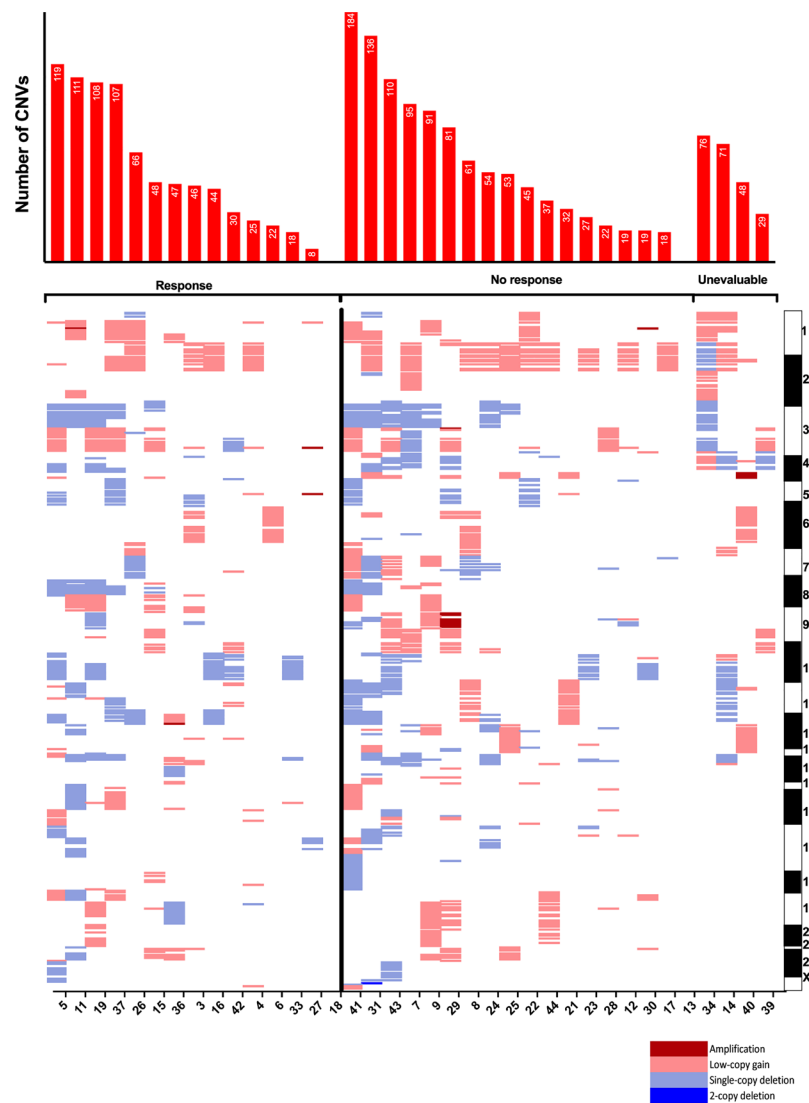 Number of CNVs
119 111 108 107 66 48 47 46 44 30 25 22 18 8 184 136 110 95 91 81 61 54 53 45 37 32 27 22 19 19 18 76 71 48 29
Response No response Unevaluable
1
2
3
4
5
6
7
8
9
1
1
1
1
1
1
1
1
1
2
2
2
X
5 11 19 37 26 15 36 3 16 42 4 6 33 27 18 41 31 43 7 9 29 8 24 25 22 44 21 23 28 12 30 17 13 34 14 40 39
Amplification
Low-copy gain
Single-copy deletion
2-copy deletion